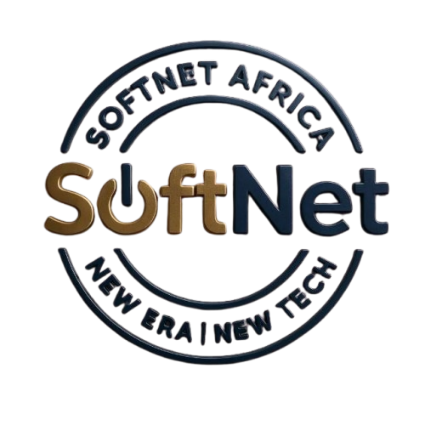 SOFTNET AFRICA
SoftNet
NEW ERA | NEW TECH